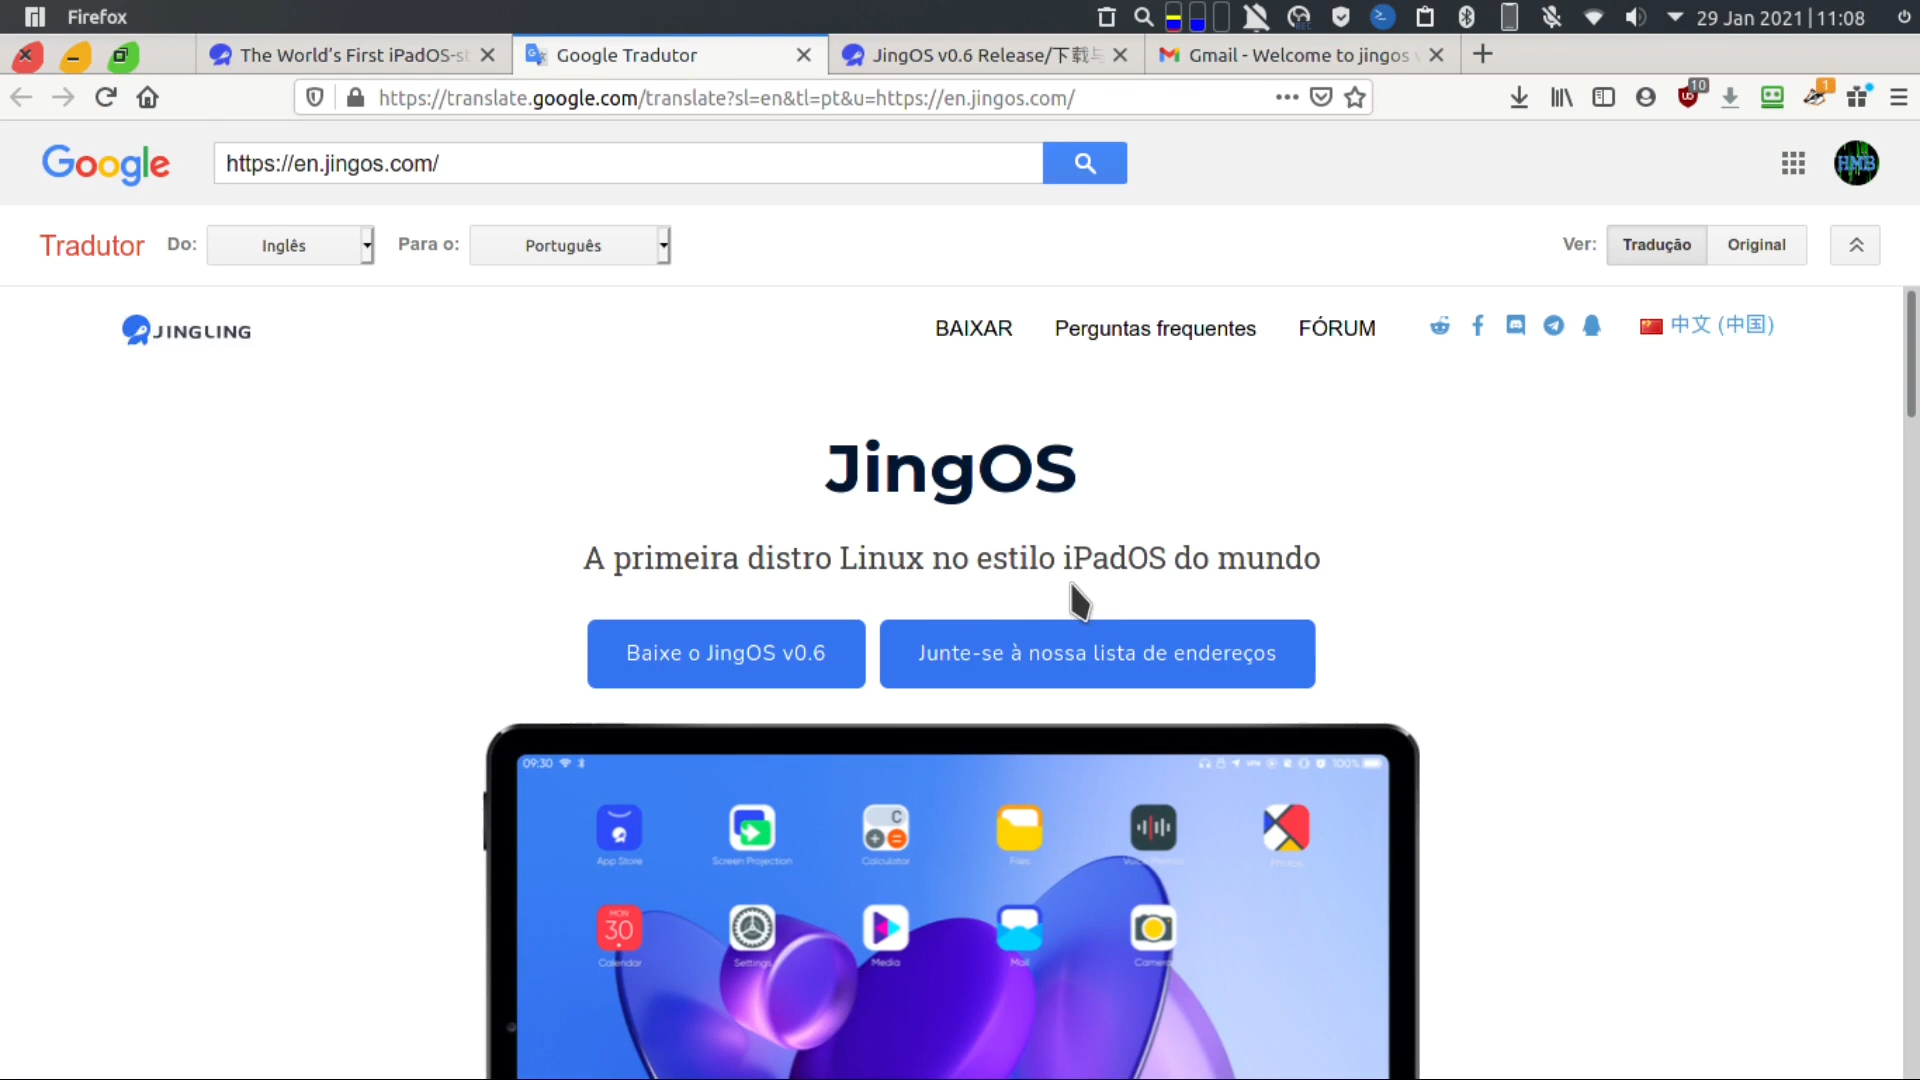 Firefox
29 Jan 2021 | 11:08
The World's First iPadOS-st
Google Tradutor
JingOS v0.6 Release/下载与
Gmail - Welcome to jingos
https://translate.google.com/translate?sl=en&tl=pt&u=https://en.jingos.com/
10
1
Google
https://en.jingos.com/
HMB
Tradutor
Do:
Inglês
Para o:
Português
Ver:
Tradução
Original
JINGLING
BAIXAR
Perguntas frequentes
FÓRUM
中文 (中国)
JingOS
A primeira distro Linux no estilo iPadOS do mundo
Baixe o JingOS v0.6
Junte-se à nossa lista de endereços
09:30
100%
App Store
Screen Projection
Calculator
Files
Photos
MON
30
Calendar
Settings
Media
Mail
Camera